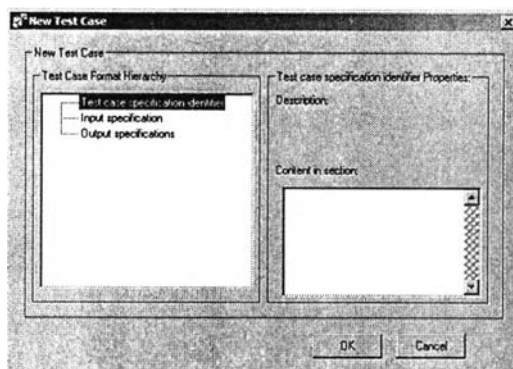 New Test Case
New Test Case
Test Case Format Hierarchy
Test case specification identifier
Input specification
Output specifications
Test case specification identifier Properties:
Description:
Content in section:
OK
Cancel